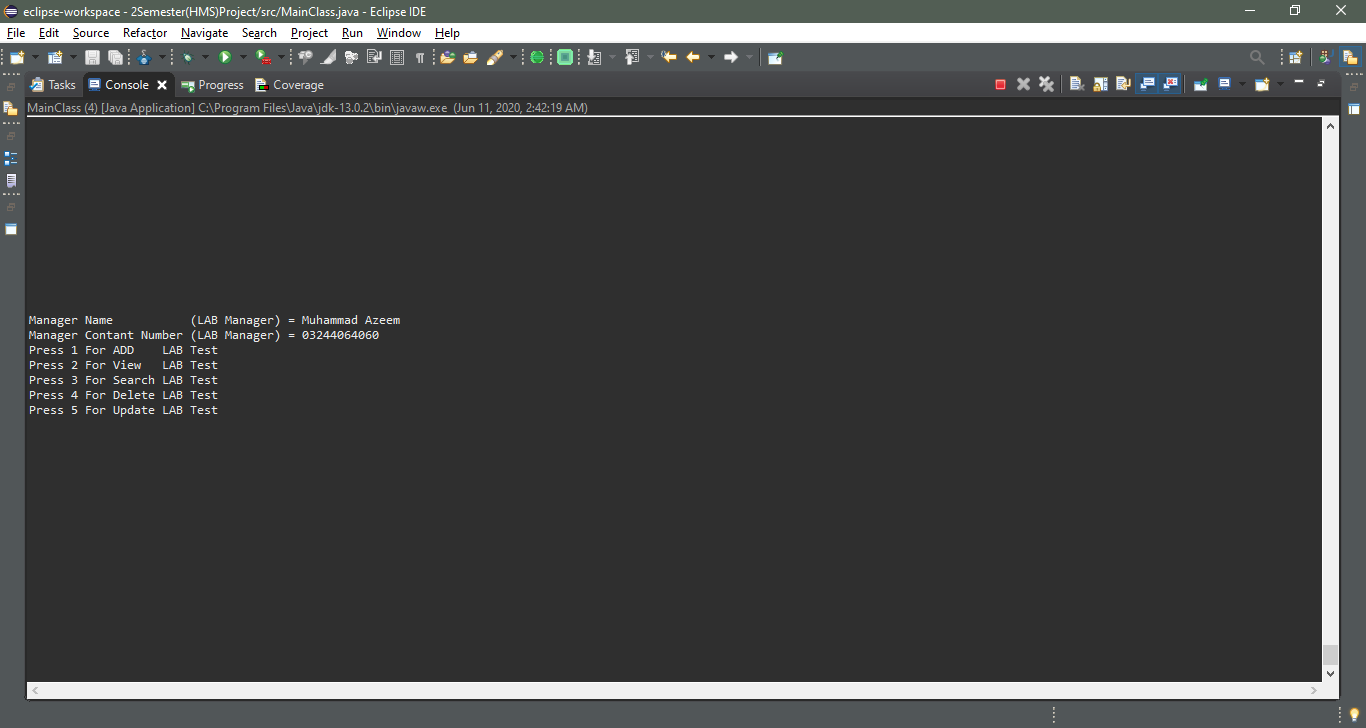 eclipse-workspace - 2Semester(HMS)Project/src/MainClass.java - Eclipse IDE
File Edit Source Refactor Navigate Search Project Run Window Help
Tasks Console Progress Coverage
MainClass (4) [Java Application] C:\Program Files\Java\jdk-13.0.2\bin\javaw.exe (Jun 11, 2020, 2:42:19 AM)
Manager Name (LAB Manager) = Muhammad Azeem
Manager Contant Number (LAB Manager) = 03244064060
Press 1 For ADD LAB Test
Press 2 For View LAB Test
Press 3 For Search LAB Test
Press 4 For Delete LAB Test
Press 5 For Update LAB Test